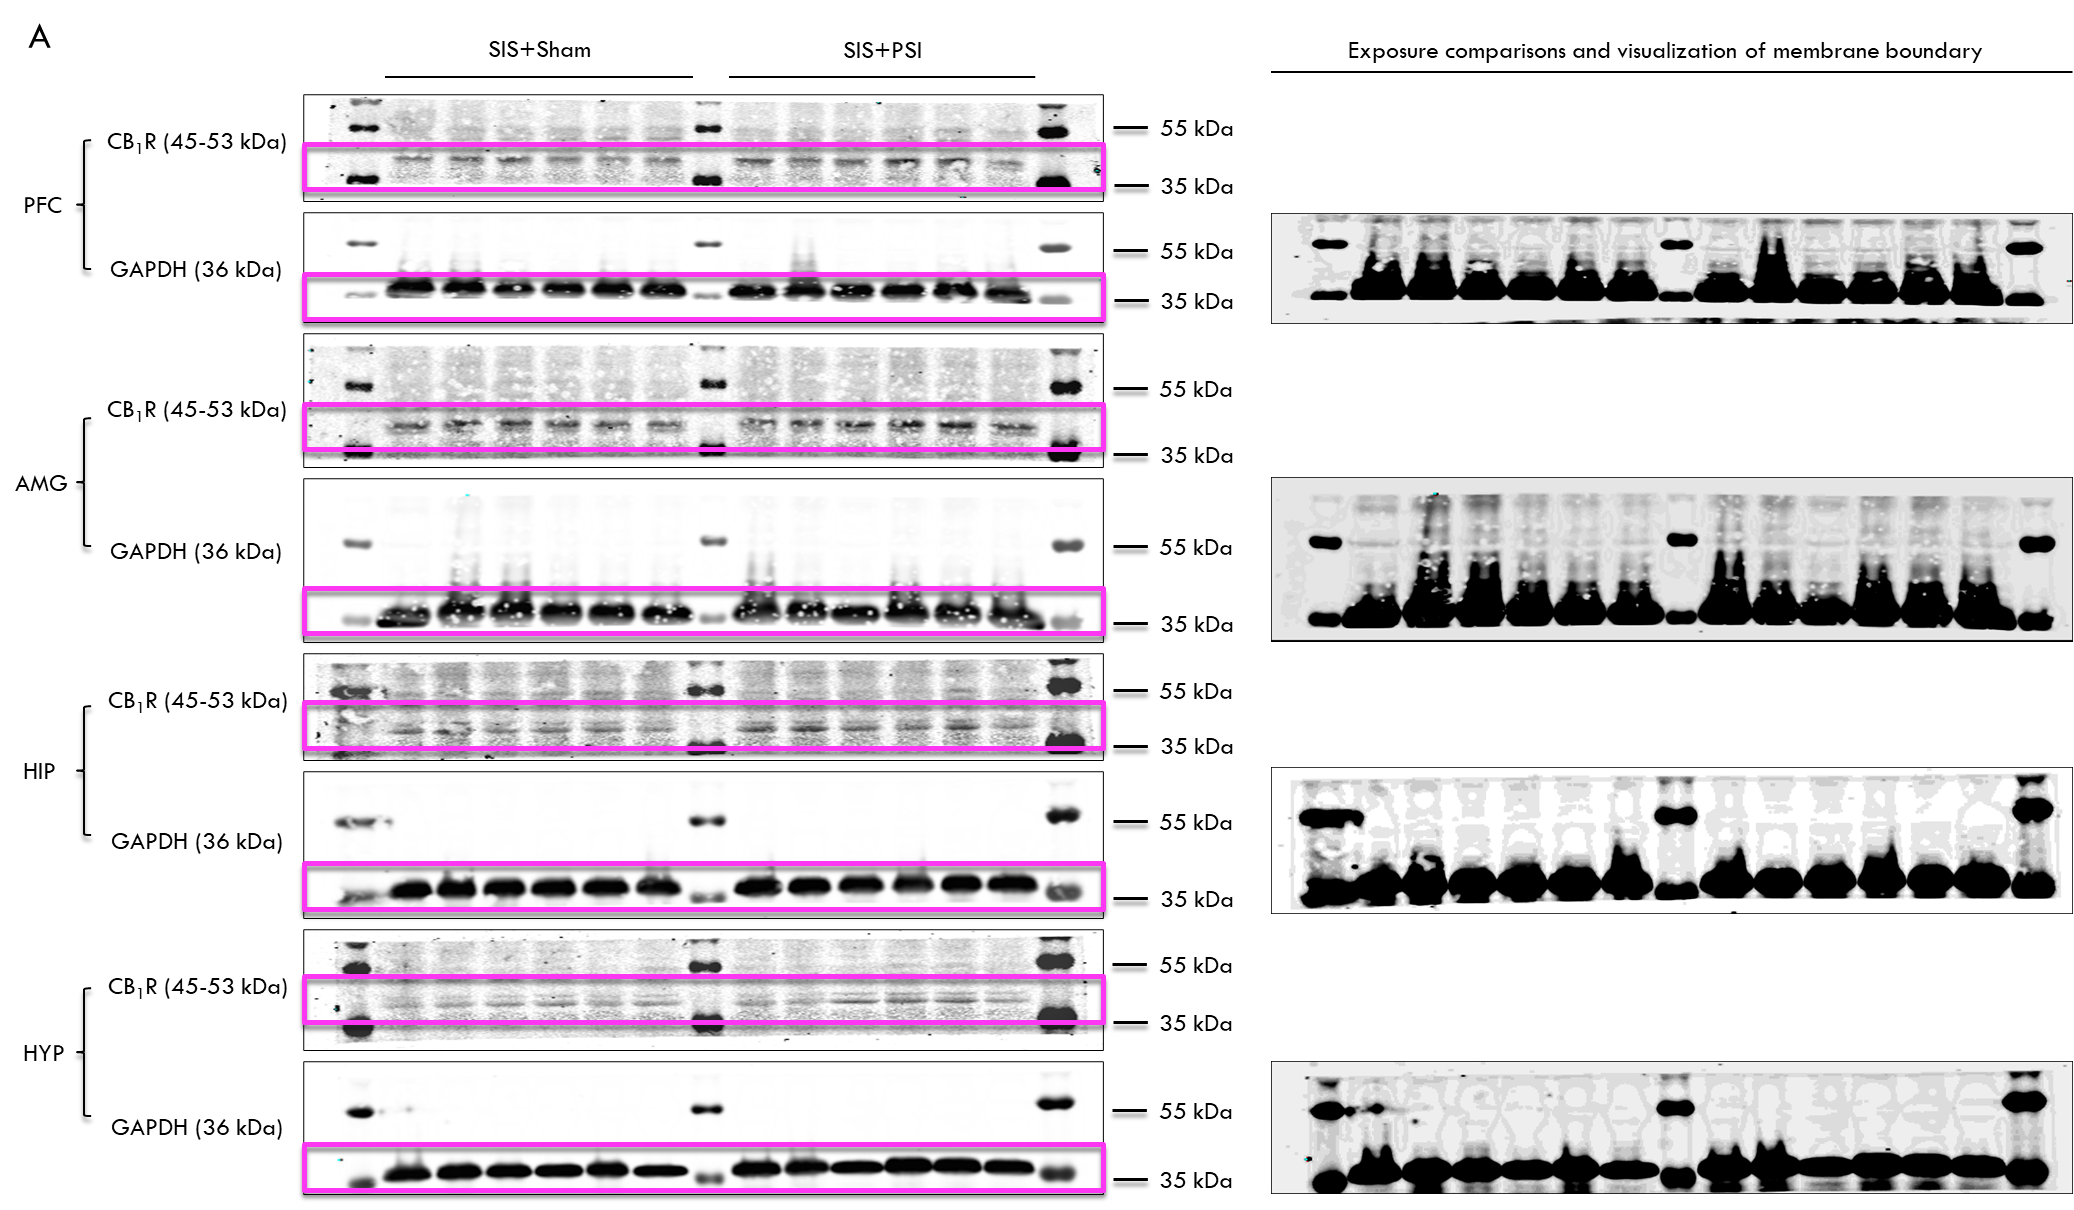 A
SIS+Sham
SIS+PSI
Exposure comparisons and visualization of membrane boundary
PFC
CB₁R (45-53 kDa)
55 kDa
35 kDa
GAPDH (36 kDa)
55 kDa
35 kDa
AMG
CB₁R (45-53 kDa)
55 kDa
35 kDa
GAPDH (36 kDa)
55 kDa
35 kDa
HIP
CB₁R (45-53 kDa)
55 kDa
35 kDa
GAPDH (36 kDa)
55 kDa
35 kDa
HYP
CB₁R (45-53 kDa)
55 kDa
35 kDa
GAPDH (36 kDa)
55 kDa
35 kDa